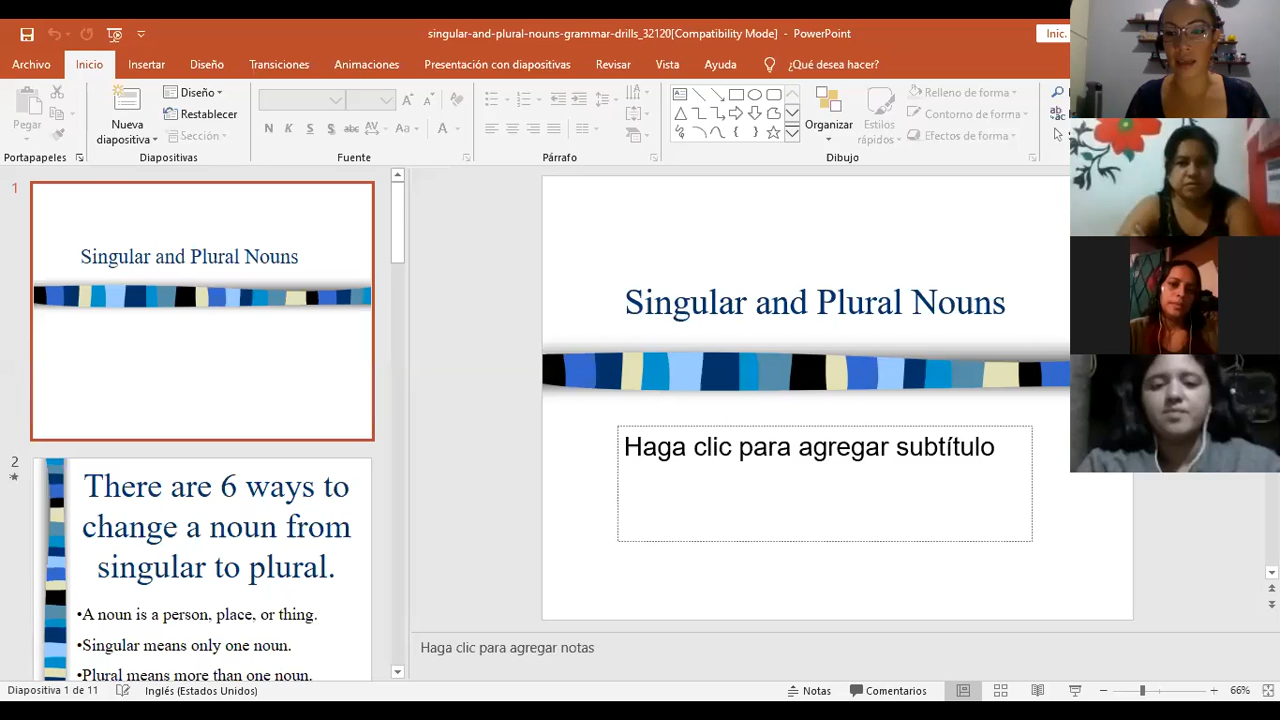 singular-and-plural-nouns-grammar-drills_32120[Compatibility Mode] - PowerPoint
Inic.
Archivo Inicio Insertar Diseño Transiciones Animaciones Presentación con diapositivas Revisar Vista Ayuda ¿Qué desea hacer?
Pegar
Nueva diapositiva
Diseño
Restablecer
Sección
N K S S abc AV Aa A
Organizar
Estilos rápidos
Relleno de forma
Contorno de forma
Efectos de forma
Portapapeles Diapositivas Fuente Párrafo Dibujo
1
Singular and Plural Nouns
2
There are 6 ways to
change a noun from
singular to plural.
•A noun is a person, place, or thing.
•Singular means only one noun.
•Plural means more than one noun.
Singular and Plural Nouns
Haga clic para agregar subtítulo
Haga clic para agregar notas
Diapositiva 1 de 11 Inglés (Estados Unidos) Notas Comentarios 66%